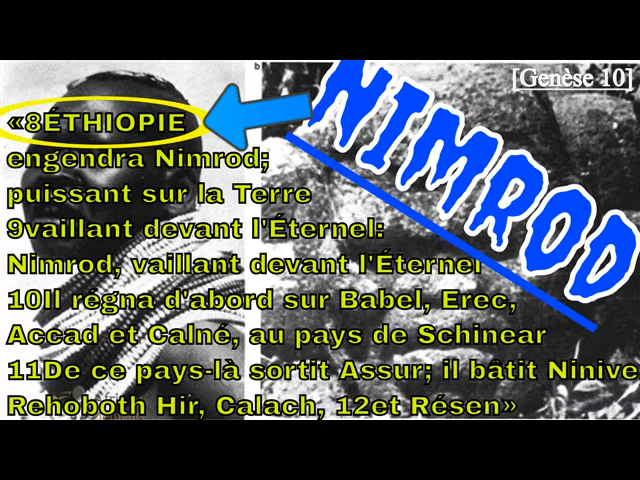 [Genèse 10]
NIMROD
«8ÉTHIOPIE
engendra Nimrod;
puissant sur la Terre
9vaillant devant l'Éternel:
Nimrod, vaillant devant l'Éternel
10Il régna d'abord sur Babel, Erec,
Accad et Calné, au pays de Schinear
11De ce pays-là sortit Assur; il bâtit Ninive
Rehoboth Hir, Calach, 12et Résen»